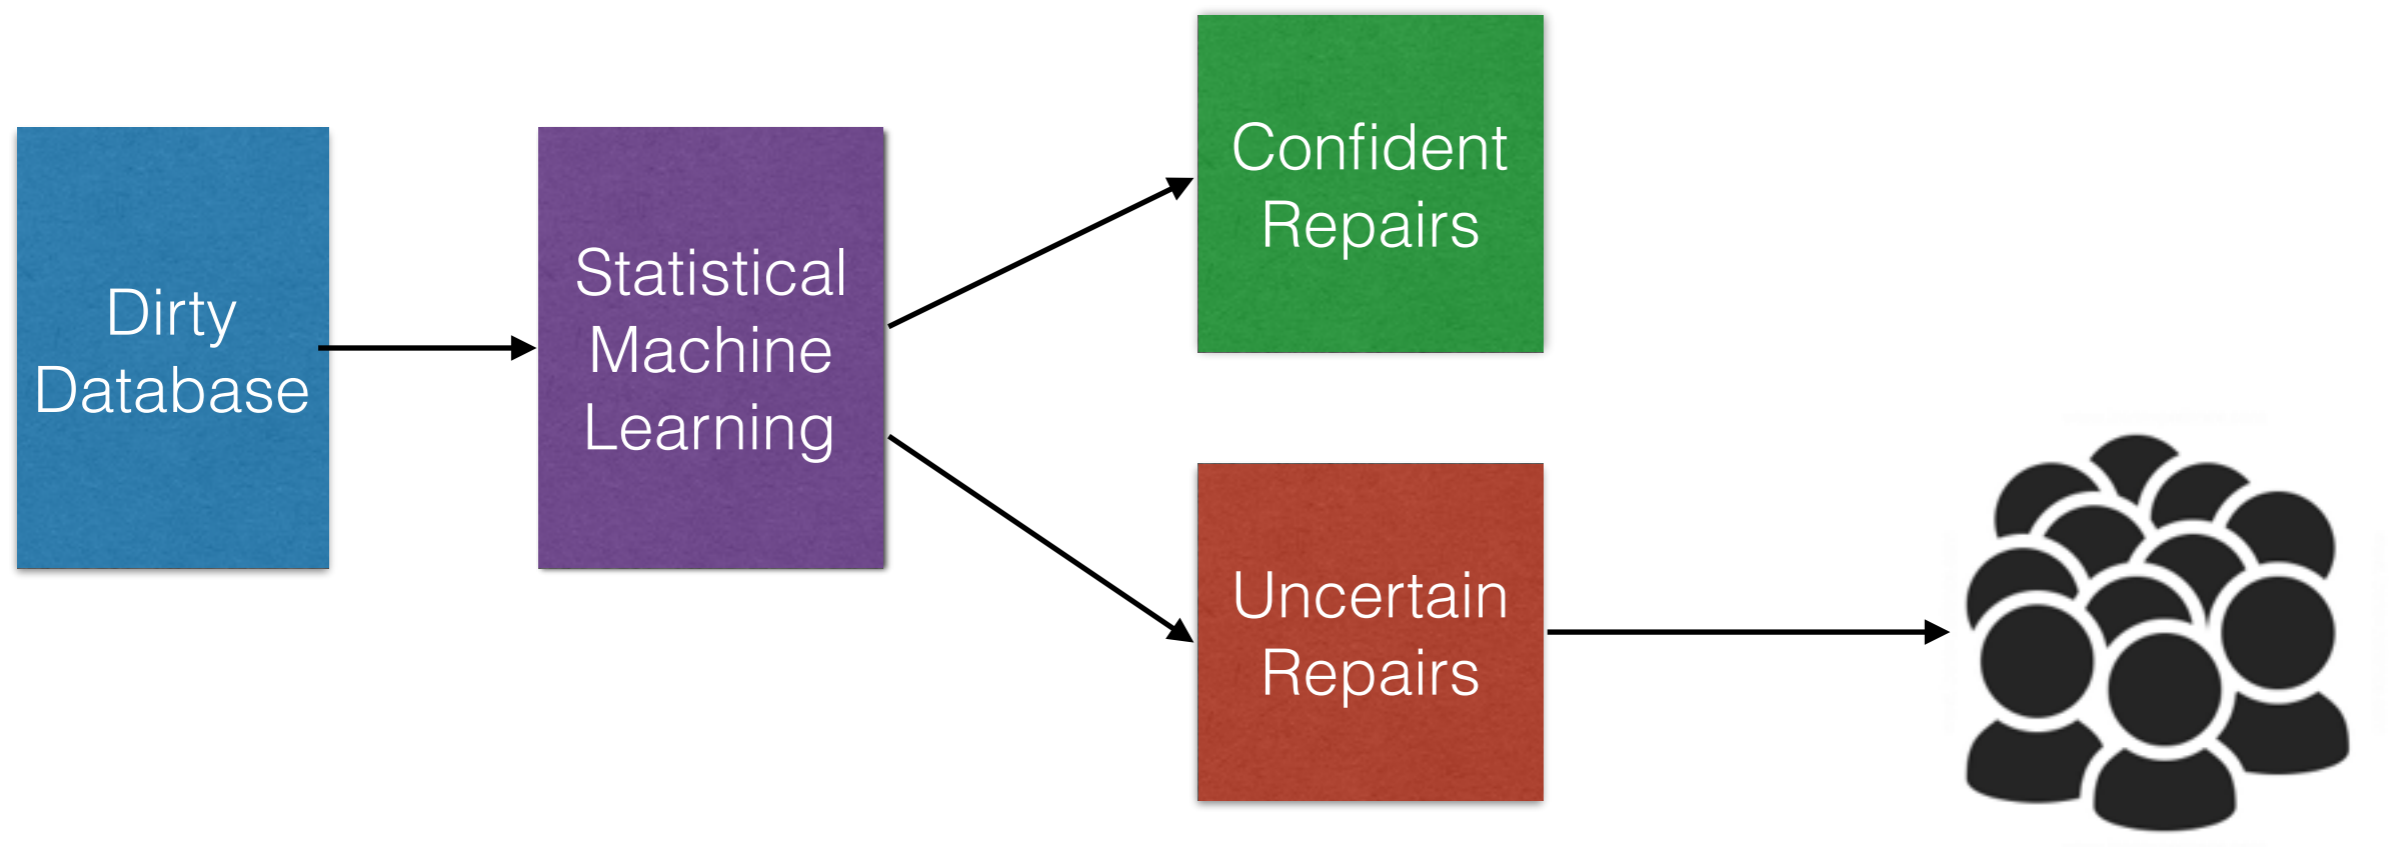 Dirty
Database
Statistical
Machine
Learning
Confident
Repairs
Uncertain
Repairs